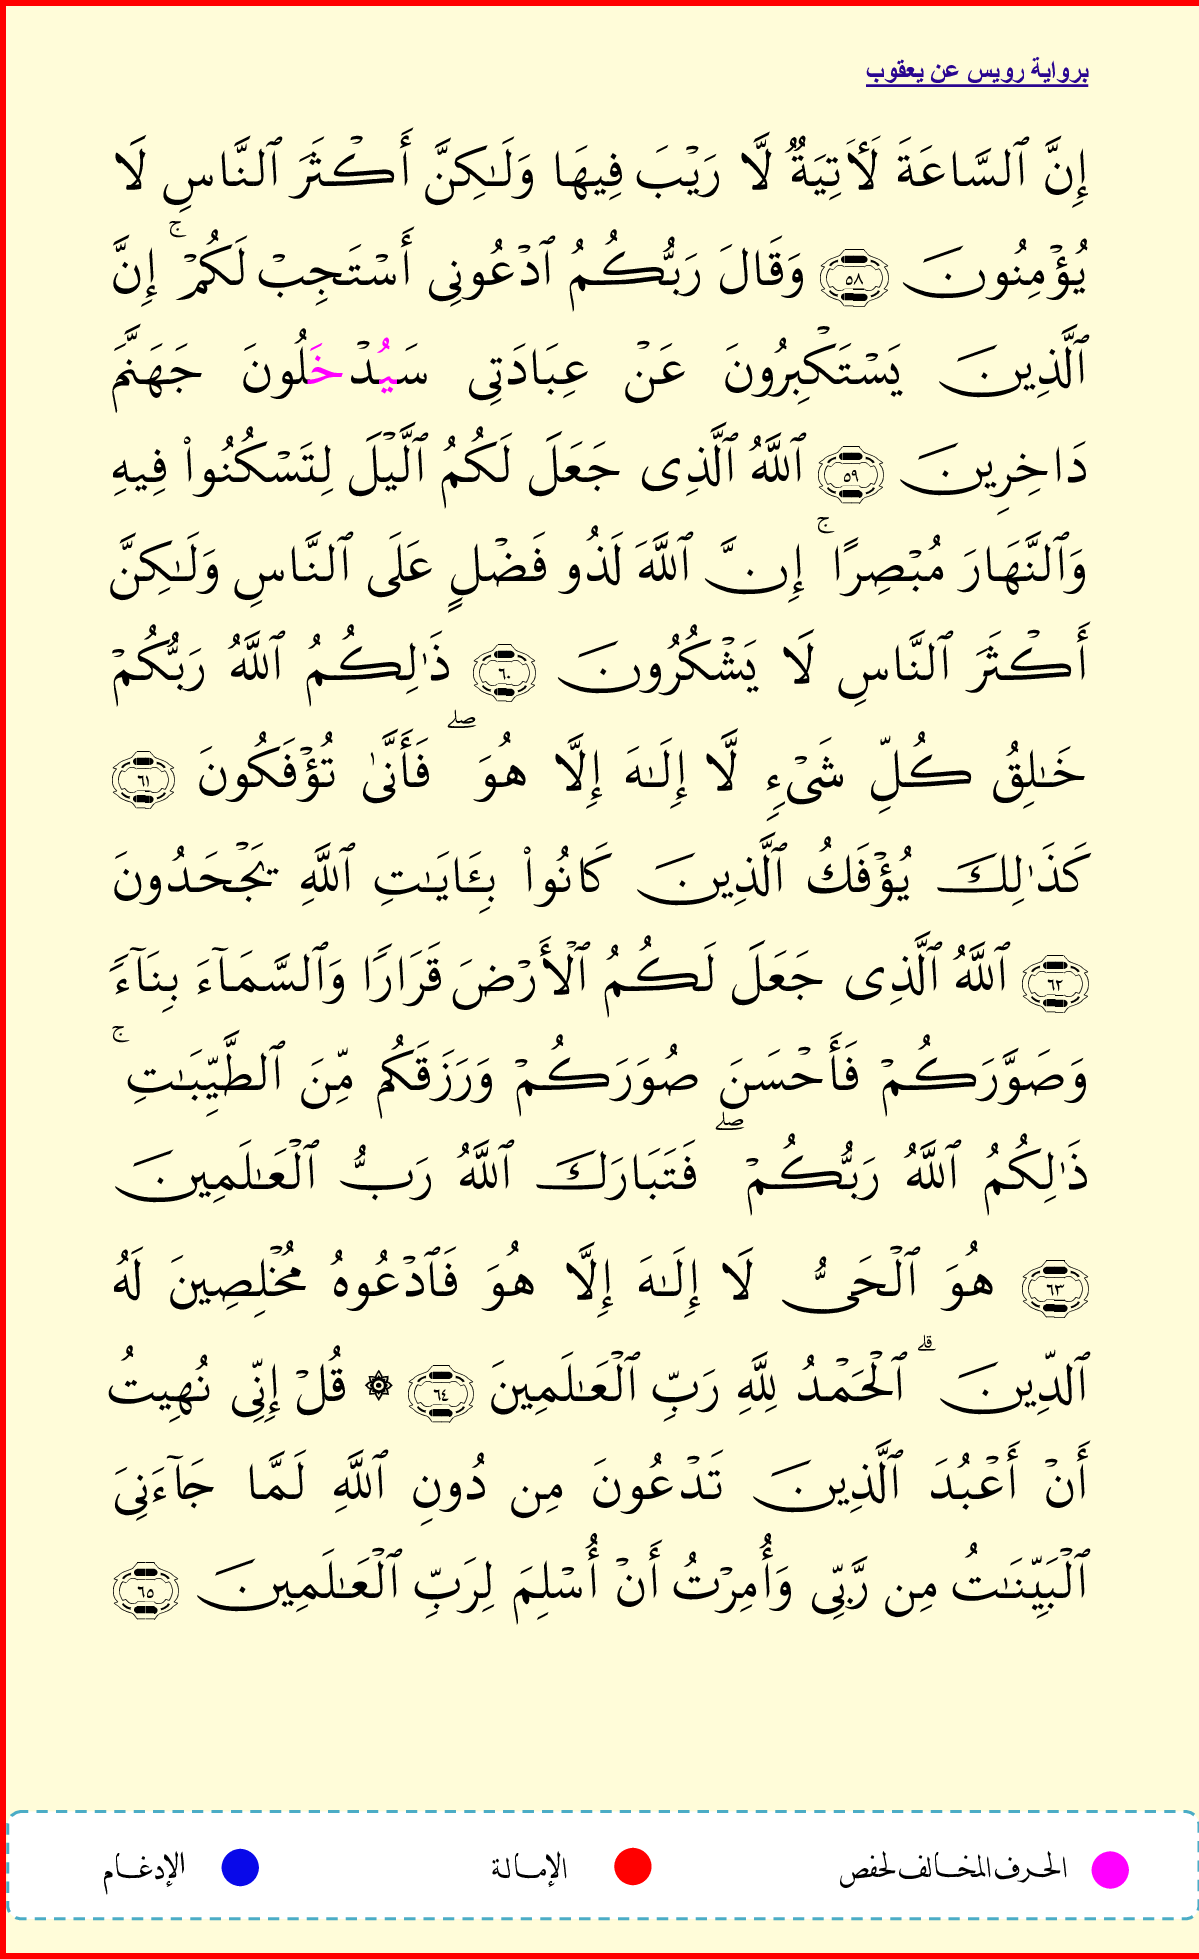 برواية رويس عن يعقوب
إِنَّ ٱلسَّاعَةَ لَأٓتِيَةٌ لَّا رَيۡبَ فِيهَا وَلَٰكِنَّ أَكۡثَرَ ٱلنَّاسِ لَا
يُؤۡمِنُونَ ٥٨ وَقَالَ رَبُّكُمُ ٱدۡعُونِى أَسۡتَجِبۡ لَكُمۡۚ إِنَّ
ٱلَّذِينَ يَسۡتَكۡبِرُونَ عَنۡ عِبَادَتِى سَيُدۡخَلُونَ جَهَنَّمَ
دَاخِرِينَ ٥٩ ٱللَّهُ ٱلَّذِى جَعَلَ لَكُمُ ٱلَّيۡلَ لِتَسۡكُنُواْ فِيهِ
وَٱلنَّهَارَ مُبۡصِرًاۚ إِنَّ ٱللَّهَ لَذُو فَضۡلٍ عَلَى ٱلنَّاسِ وَلَٰكِنَّ
أَكۡثَرَ ٱلنَّاسِ لَا يَشۡكُرُونَ ٦٠ ذَٰلِكُمُ ٱللَّهُ رَبُّكُمۡ
خَٰلِقُ كُلِّ شَىۡءٍ لَّا إِلَٰهَ إِلَّا هُوَۖ فَأَنَّىٰ تُؤۡفَكُونَ ٦١
كَذَٰلِكَ يُؤۡفَكُ ٱلَّذِينَ كَانُواْ بِـَٔايَٰتِ ٱللَّهِ يَجۡحَدُونَ
٦٢ ٱللَّهُ ٱلَّذِى جَعَلَ لَكُمُ ٱلۡأَرۡضَ قَرَارًا وَٱلسَّمَآءَ بِنَآءً
وَصَوَّرَكُمۡ فَأَحۡسَنَ صُوَرَكُمۡ وَرَزَقَكُم مِّنَ ٱلطَّيِّبَٰتِۚ
ذَٰلِكُمُ ٱللَّهُ رَبُّكُمۡۖ فَتَبَارَكَ ٱللَّهُ رَبُّ ٱلۡعَٰلَمِينَ
٦٣ هُوَ ٱلۡحَىُّ لَا إِلَٰهَ إِلَّا هُوَ فَٱدۡعُوهُ مُخۡلِصِينَ لَهُ
ٱلدِّينَۗ ٱلۡحَمۡدُ لِلَّهِ رَبِّ ٱلۡعَٰلَمِينَ ٦٤ ۞ قُلۡ إِنِّى نُهِيتُ
أَنۡ أَعۡبُدَ ٱلَّذِينَ تَدۡعُونَ مِن دُونِ ٱللَّهِ لَمَّا جَآءَنِىَ
ٱلۡبَيِّنَٰتُ مِن رَّبِّى وَأُمِرۡتُ أَنۡ أُسۡلِمَ لِرَبِّ ٱلۡعَٰلَمِينَ ٦٥
الحرف المخالف لحفص الإمالة الإدغام